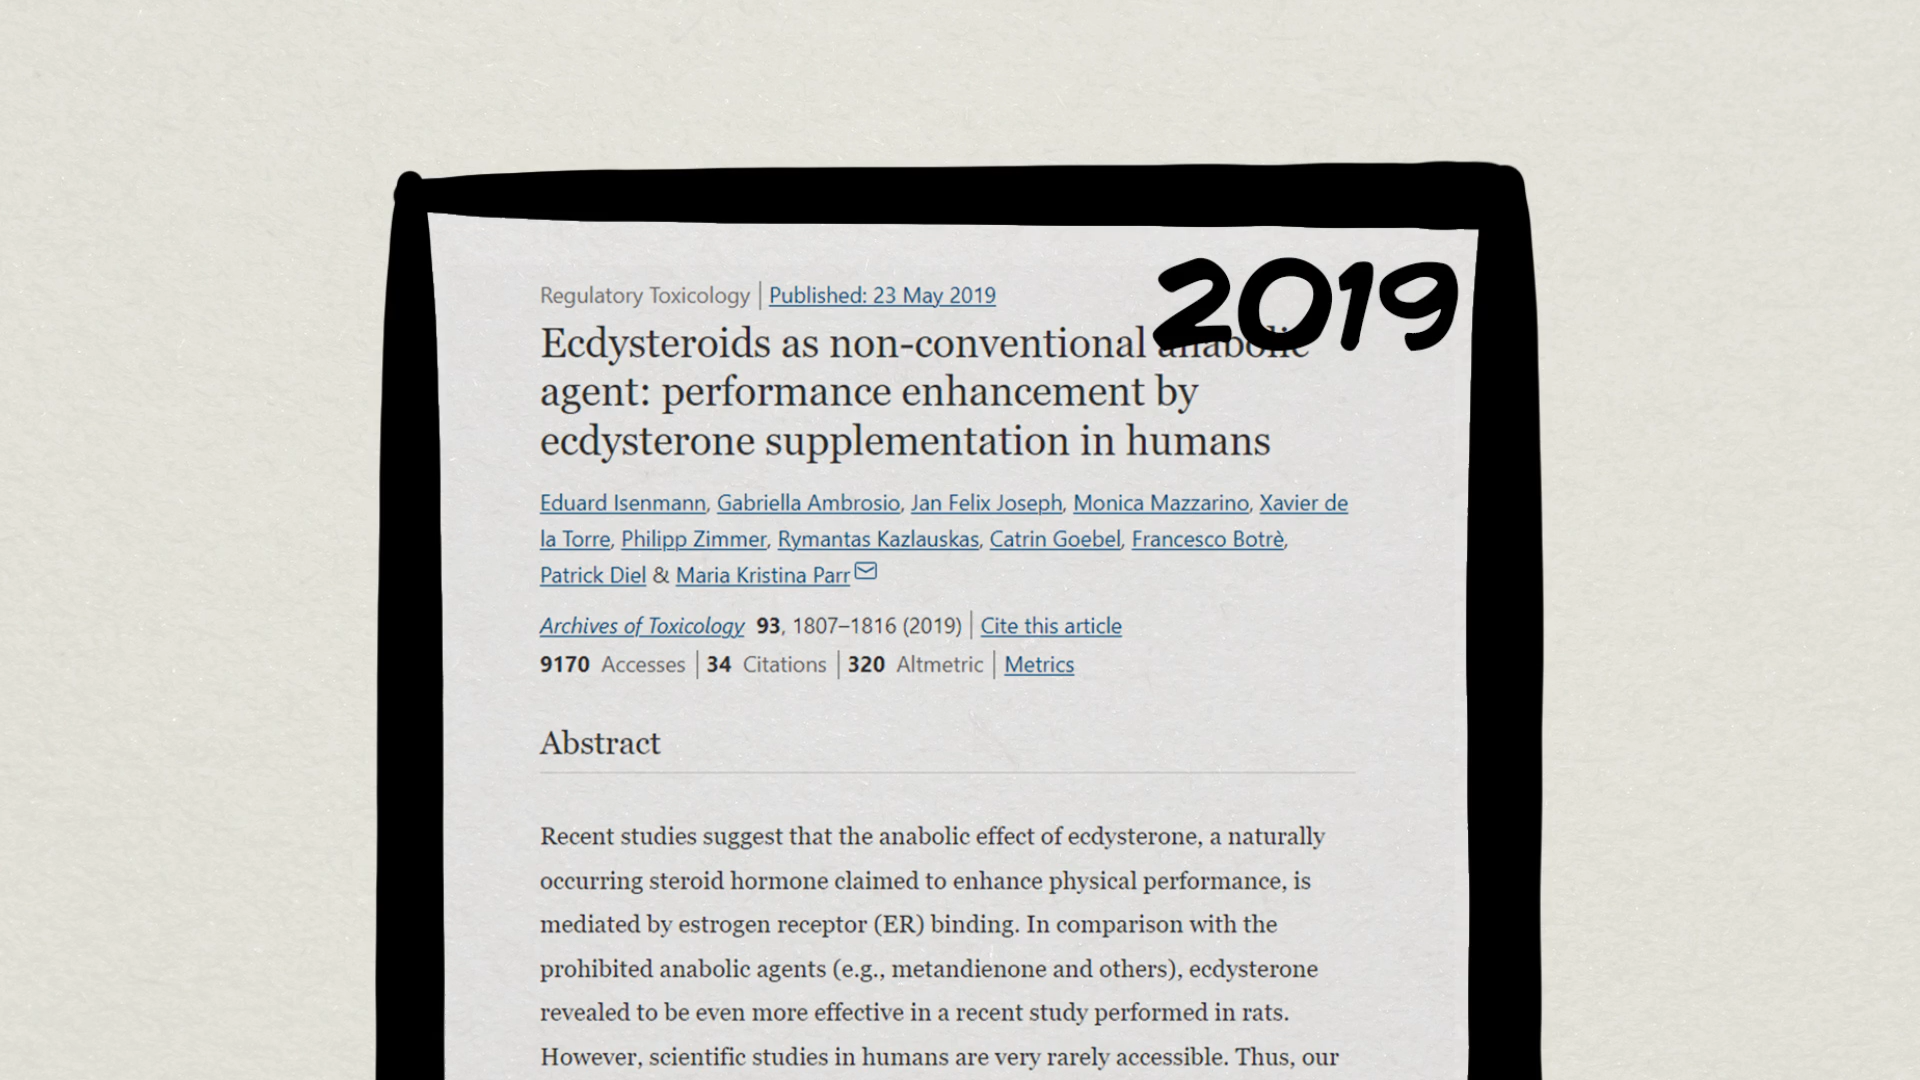 2019
Regulatory Toxicology | Published: 23 May 2019
Ecdysteroids as non-conventional anabolic
agent: performance enhancement by
ecdysterone supplementation in humans
Eduard Isenmann, Gabriella Ambrosio, Jan Felix Joseph, Monica Mazzarino, Xavier de
la Torre, Philipp Zimmer, Rymantas Kazlauskas, Catrin Goebel, Francesco Botrè,
Patrick Diel & Maria Kristina Parr
Archives of Toxicology 93, 1807–1816 (2019) | Cite this article
9170 Accesses | 34 Citations | 320 Altmetric | Metrics
Abstract
Recent studies suggest that the anabolic effect of ecdysterone, a naturally
occurring steroid hormone claimed to enhance physical performance, is
mediated by estrogen receptor (ER) binding. In comparison with the
prohibited anabolic agents (e.g., metandienone and others), ecdysterone
revealed to be even more effective in a recent study performed in rats.
However, scientific studies in humans are very rarely accessible. Thus, our